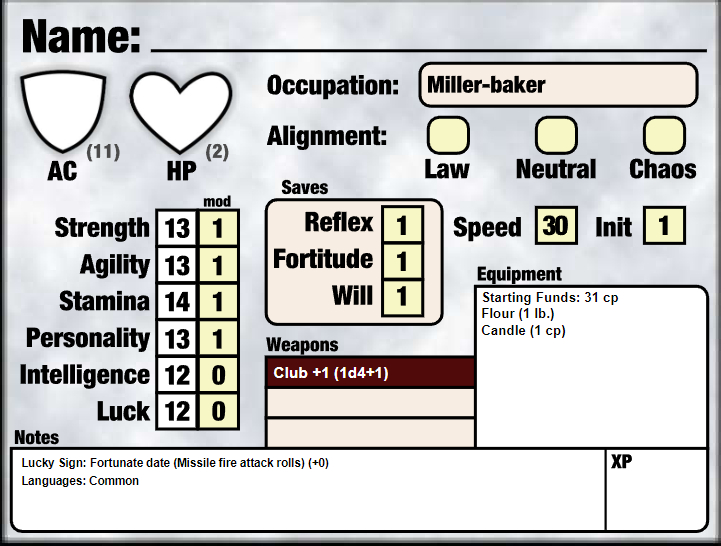 Name:
Occupation: Miller-baker
AC (11) HP (2)
Alignment:
Law Neutral Chaos
mod
Strength 13 1
Agility 13 1
Stamina 14 1
Personality 13 1
Intelligence 12 0
Luck 12 0
Saves
Reflex 1
Fortitude 1
Will 1
Speed 30 Init 1
Weapons
Club +1 (1d4+1)
Equipment
Starting Funds: 31 cp
Flour (1 lb.)
Candle (1 cp)
Notes
Lucky Sign: Fortunate date (Missile fire attack rolls) (+0)
Languages: Common
XP